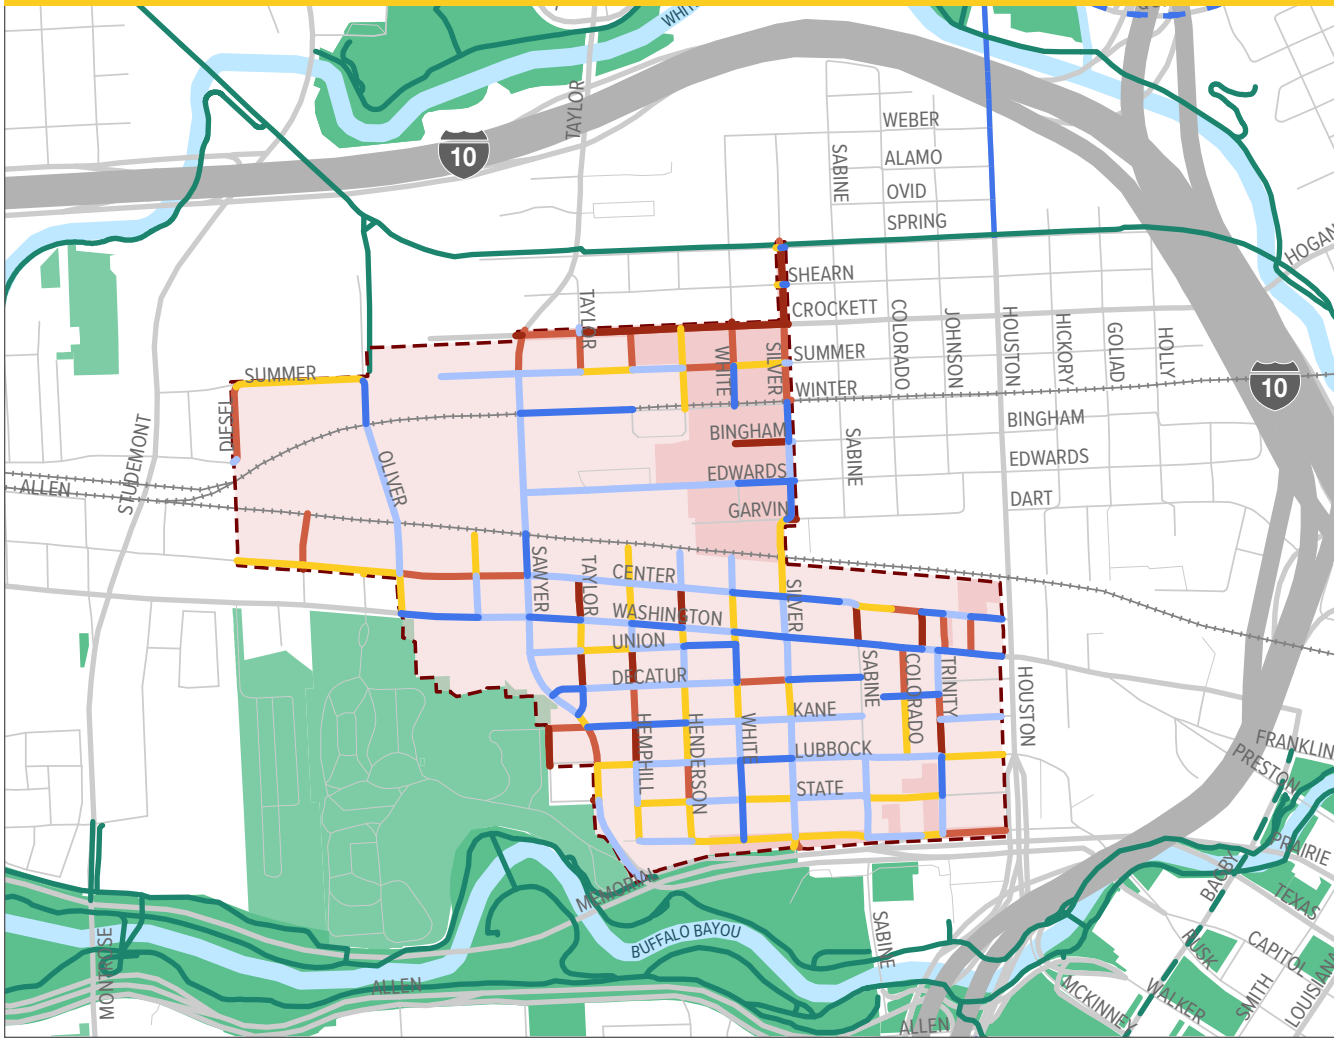 WHIT
TAYLOR
10
WEBER
SABINE
ALAMO
OVID
SPRING
HOGAN
SHEARN
CROCKETT
TAYLOR
COLORADO
JOHNSON
HOUSTON
HICKORY
GOLIAD
HOLLY
SUMMER
WHITE
SILVER
SUMMER
WINTER
10
DIESEL
STUDEMONT
BINGHAM
BINGHAM
SABINE
OLIVER
EDWARDS
EDWARDS
ALLEN
GARVIN
DART
SAWYER
TAYLOR
CENTER
SILVER
WASHINGTON
UNION
DECATUR
SABINE
COLORADO
TRINITY
HOUSTON
KANE
HEMPHILL
HENDERSON
WHITE
LUBBOCK
STATE
FRANKLIN
PRESTON
PRAIRIE
BAGBY
TEXAS
MEMORIAL
BUFFALO BAYOU
SABINE
MONTROSE
ALLEN
RUSK
CAPITOL
LOUISIANA
SMITH
WALKER
MCKINNEY
ALLEN